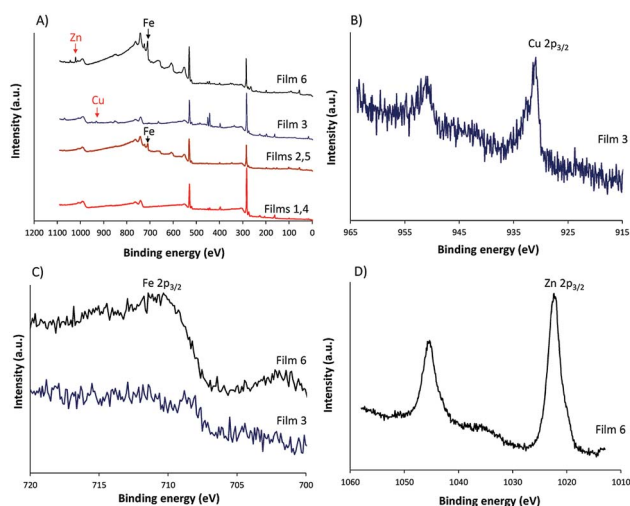 A)
Zn
Fe
Film 6
Cu
Film 3
Fe
Films 2,5
Films 1,4
Intensity (a.u.)
1200 1100 1000 900 800 700 600 500 400 300 200 100 0
Binding energy (eV)
B)
Cu 2p3/2
Film 3
Intensity (a.u.)
965 955 945 935 925 915
Binding energy (eV)
C)
Fe 2p3/2
Film 6
Film 3
Intensity (a.u.)
720 715 710 705 700
Binding energy (eV)
D)
Zn 2p3/2
Film 6
Intensity (a.u.)
1060 1050 1040 1030 1020 1010
Binding energy (eV)